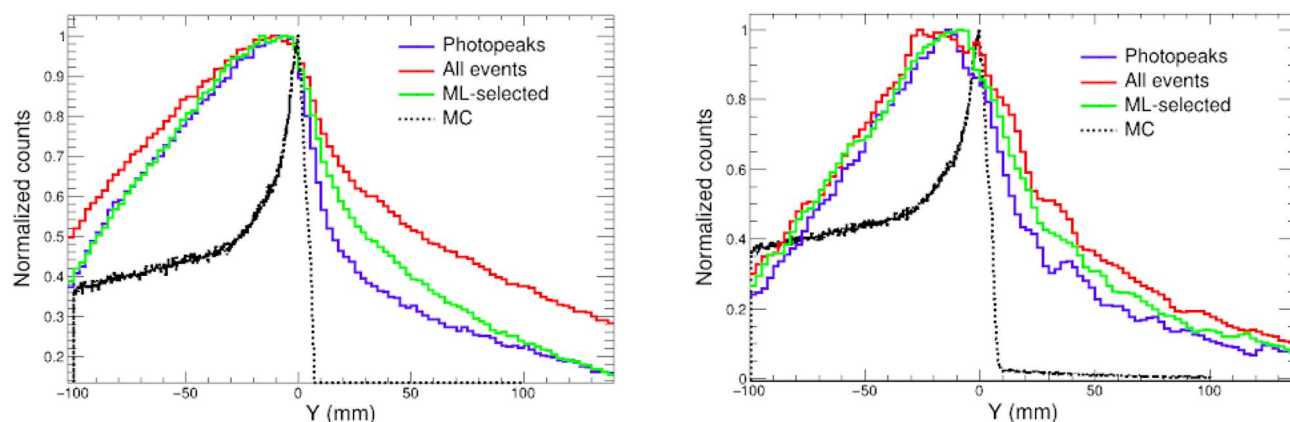 Normalized counts
1
0.9
0.8
0.7
0.6
0.5
0.4
0.3
0.2
Photopeaks
All events
ML-selected
MC
−100
−50
0
50
100
Y (mm)
Normalized counts
1
0.8
0.6
0.4
0.2
0
Photopeaks
All events
ML-selected
MC
−100
−50
0
50
100
Y (mm)